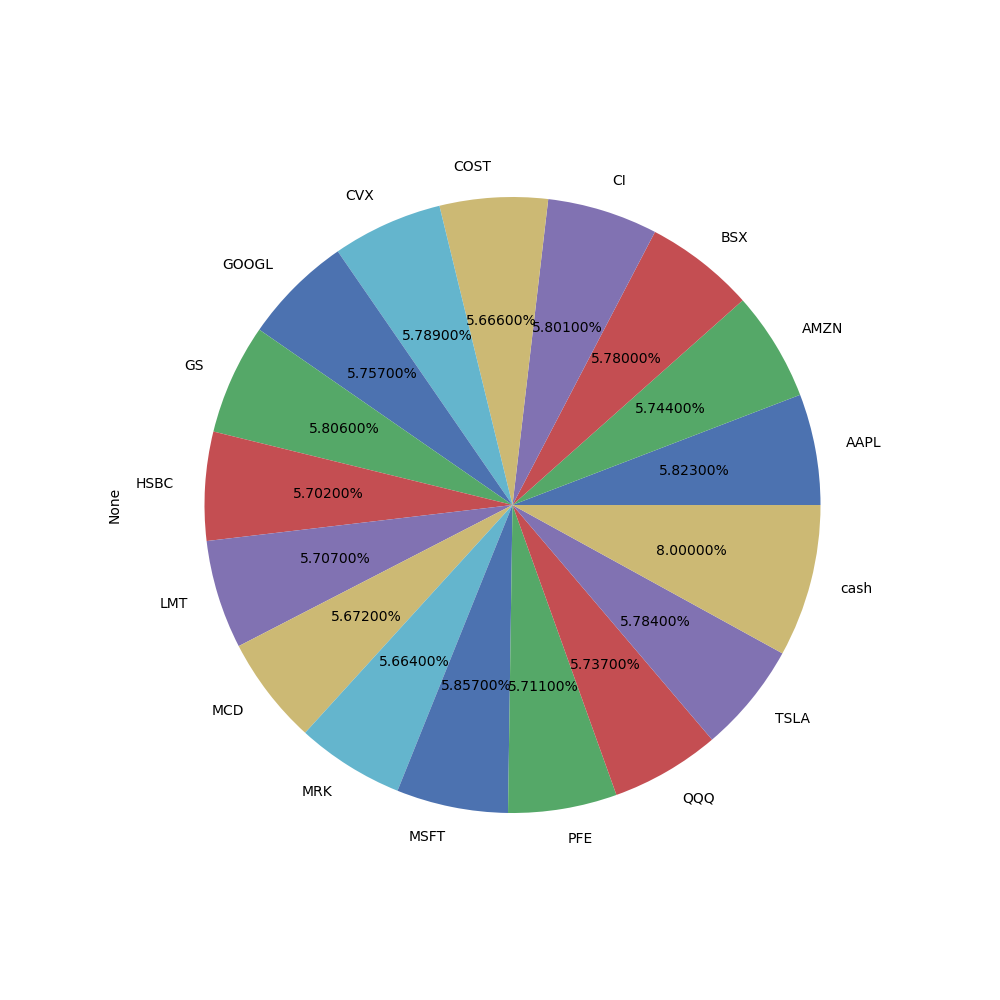 COST
CI
CVX
BSX
GOOGL
AMZN
GS
AAPL
HSBC
None
LMT
cash
MCD
TSLA
MRK
QQQ
MSFT
PFE
5.66600%
5.80100%
5.78900%
5.78000%
5.75700%
5.74400%
5.80600%
5.82300%
5.70200%
8.00000%
5.70700%
5.67200%
5.78400%
5.66400%
5.73700%
5.85700%
5.71100%